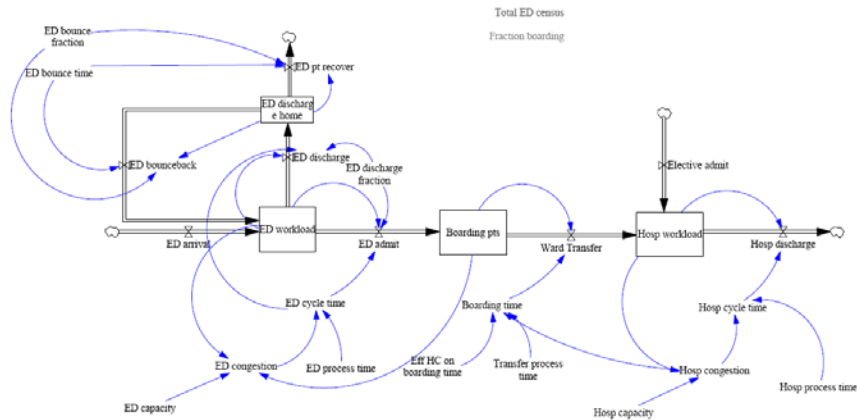 Total ED census
Fraction boarding
ED bounce
fraction
ED bounce time
ED pt recover
ED discharg
e home
ED bounceback
ED discharge
ED discharge
fraction
Elective admit
ED workload
Boarding pts
Hosp workload
ED arrival
ED admit
Ward Transfer
Hosp discharge
ED cycle time
Boarding time
Hosp cycle time
ED congestion
ED process time
Eff HC on
boarding time
Transfer process
time
Hosp congestion
Hosp process time
ED capacity
Hosp capacity